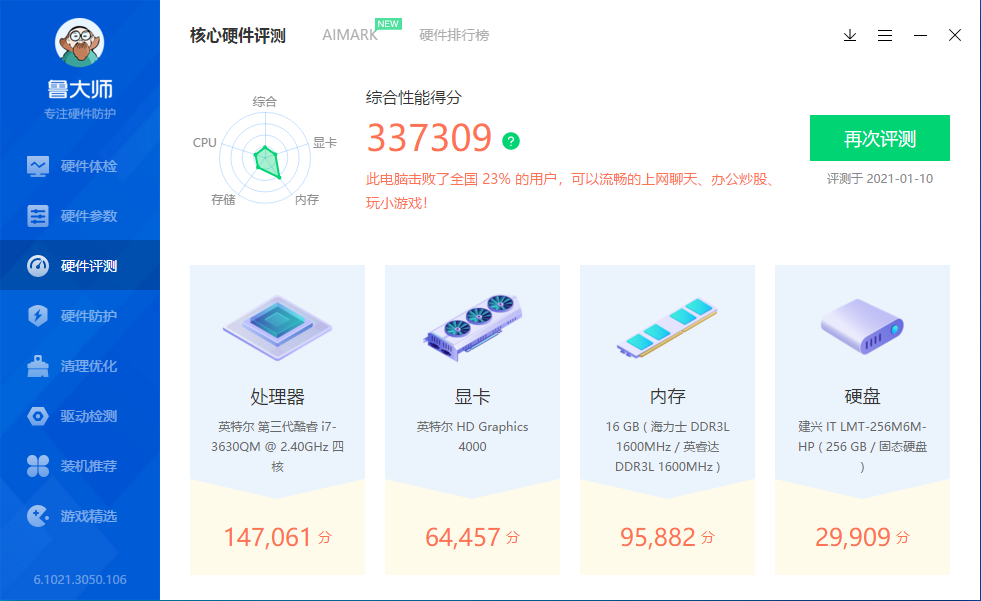 鲁大师
专注硬件防护
硬件体检
硬件参数
硬件评测
硬件防护
清理优化
驱动检测
装机推荐
游戏精选
6.1021.3050.106
核心硬件评测
AIMARK
NEW
硬件排行榜
综合
CPU
显卡
存储
内存
综合性能得分
337309
?
此电脑击败了全国 23% 的用户，可以流畅的上网聊天、办公炒股、
玩小游戏！
再次评测
评测于 2021-01-10
处理器
英特尔 第三代酷睿 i7-
3630QM @ 2.40GHz 四
核
147,061 分
显卡
英特尔 HD Graphics
4000
64,457 分
内存
16 GB ( 海力士 DDR3L
1600MHz / 英睿达
DDR3L 1600MHz )
95,882 分
硬盘
建兴 IT LMT-256M6M-
HP ( 256 GB / 固态硬盘
)
29,909 分